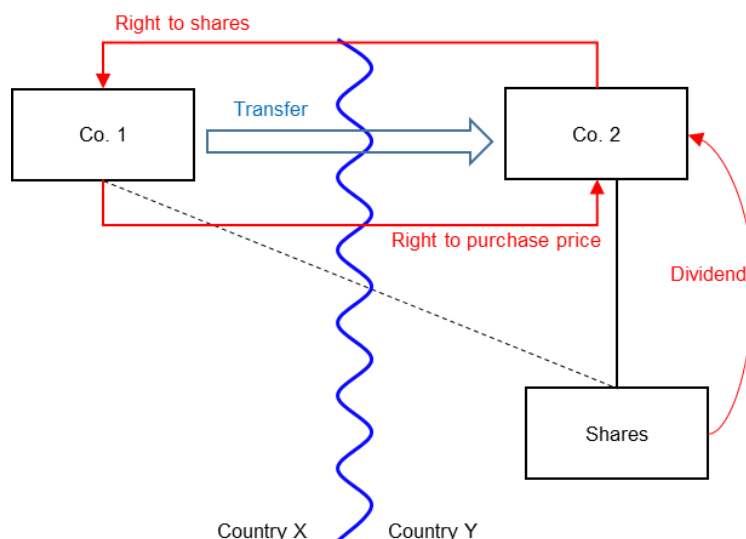 Right to shares
Transfer
Co. 1
Co. 2
Right to purchase price
Dividend
Shares
Country X
Country Y